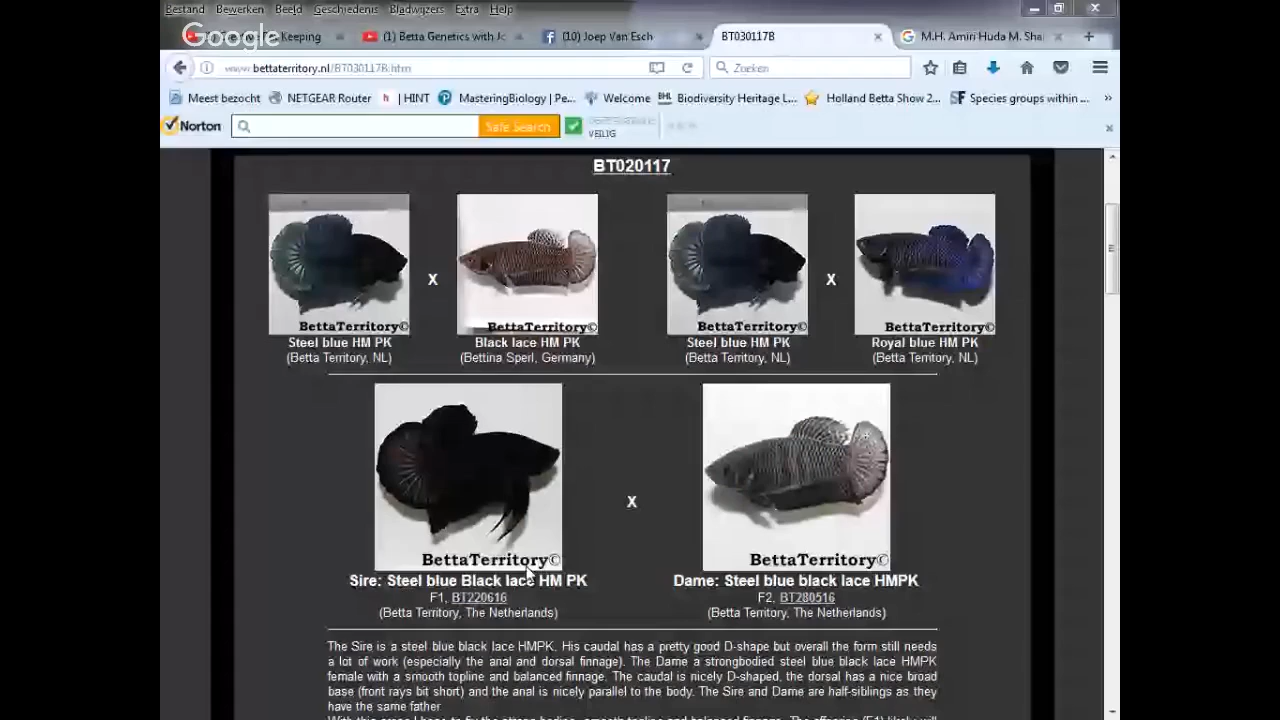 Bestand Bewerken Beeld Geschiedenis Bladwijzers Extra Help
Google
Keeping
(1) Betta Genetics with Jo
(10) Joep Van Esch
BT030117B
M.H. Amiri Huda M. Sha
www.bettaterritory.nl/BT030117B.htm
Zoeken
Meest bezocht NETGEAR Router | HINT MasteringBiology | Pe... Welcome Biodiversity Heritage L... Holland Betta Show 2... Species groups within ...
Norton Safe Search VEILIG
BT020117
BettaTerritory© BettaTerritory© BettaTerritory© BettaTerritory©
X X
Steel blue HM PK Black lace HM PK Steel blue HM PK Royal blue HM PK
(Betta Territory, NL) (Bettina Sperl, Germany) (Betta Territory, NL) (Betta Territory, NL)
X
BettaTerritory© BettaTerritory©
Sire: Steel blue Black lace HM PK Dame: Steel blue black lace HMPK
F1, BT220616 F2, BT280516
(Betta Territory, The Netherlands) (Betta Territory, The Netherlands)
The Sire is a steel blue black lace HMPK. His caudal has a pretty good D-shape but overall the form still needs
a lot of work (especially the anal and dorsal finnage). The Dame a strongbodied steel blue black lace HMPK
female with a smooth topline and balanced finnage. The caudal is nicely D-shaped, the dorsal has a nice broad
base (front rays bit short) and the anal is nicely parallel to the body. The Sire and Dame are half-siblings as they
have the same father